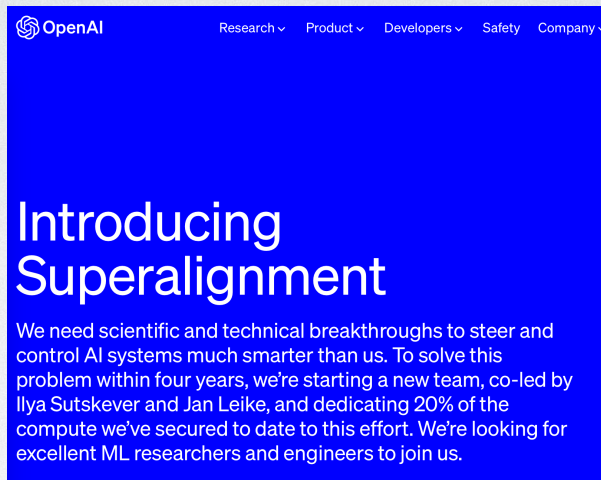 OpenAI Research Product Developers Safety Company
Introducing
Superalignment
We need scientific and technical breakthroughs to steer and
control AI systems much smarter than us. To solve this
problem within four years, we're starting a new team, co-led by
Ilya Sutskever and Jan Leike, and dedicating 20% of the
compute we've secured to date to this effort. We're looking for
excellent ML researchers and engineers to join us.